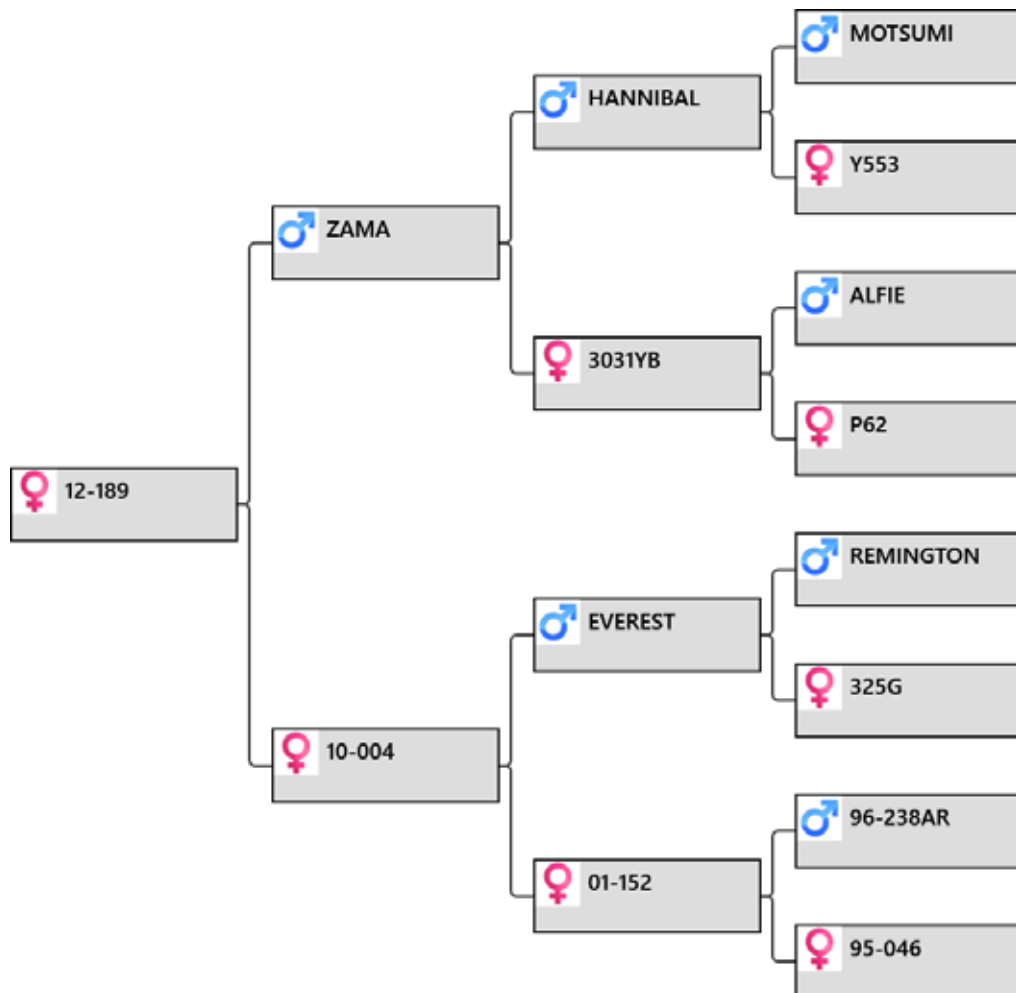 MOTSUMI
HANNIBAL
Y553
ZAMA
ALFIE
3031YB
P62
12-189
REMINGTON
EVEREST
325G
10-004
96-238AR
01-152
95-046